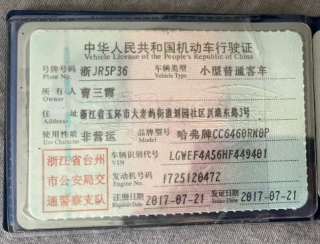 中华人民共和国机动车行驶证
Vehicle License of the People's Republic of China
号牌号码 浙JR5P36 车辆类型 小型普通客车
Plate No. Vehicle Type
所有人 曹三霞
Owner
住址 浙江省玉环市大麦屿街道刘园社区兴港东路3号
Address
使用性质 非营运 品牌型号 哈弗牌CC6460RK0P
Use Character Model
浙江省台州 车辆识别代号 LGWEF4A56HF449401
VIN
市公安局交 发动机号码 1725120472
Engine No.
通警察支队 注册日期 2017-07-21 发证日期 2017-07-21
Register Date Issue Date